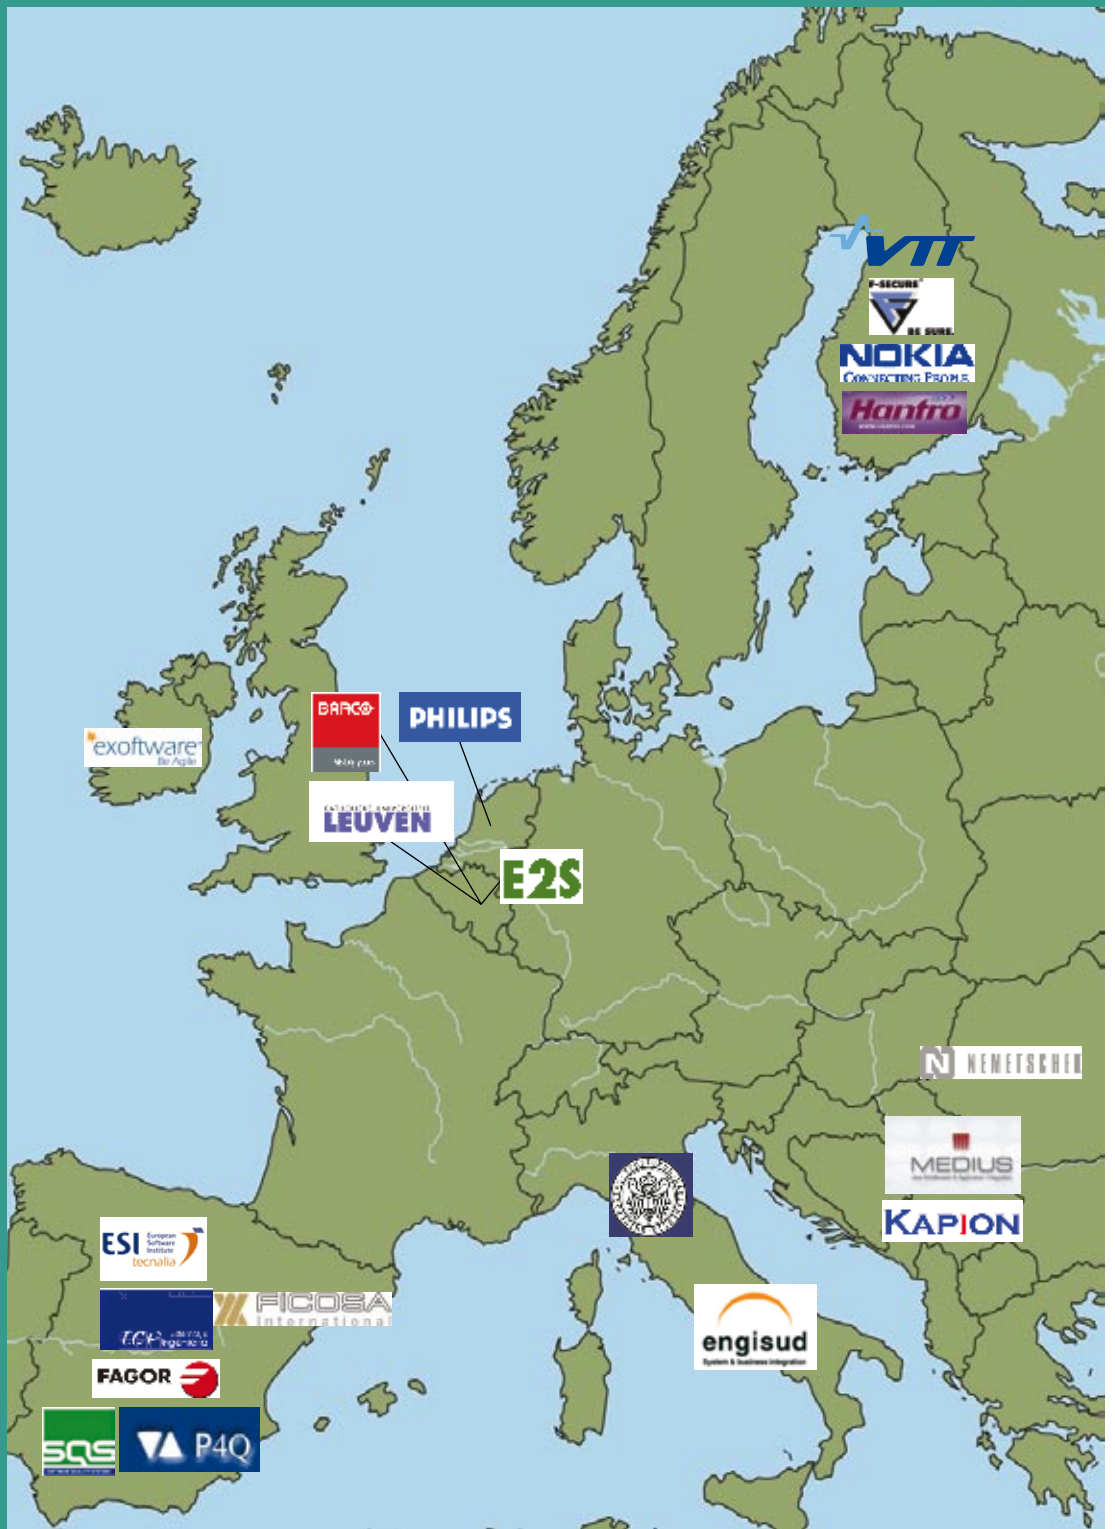 VTT
F-SECURE
BE SURE.
NOKIA
CONNECTING PEOPLE
Hantro
BARCO
PHILIPS
exoftware
Be Agile
LEUVEN
E2S
N NEMETSCHEK
MEDIUS
KAPION
ESI European
Software
Institute
tecnalia
FICOSA
International
FAGOR
engisud
System & business integration
SQS
P4Q